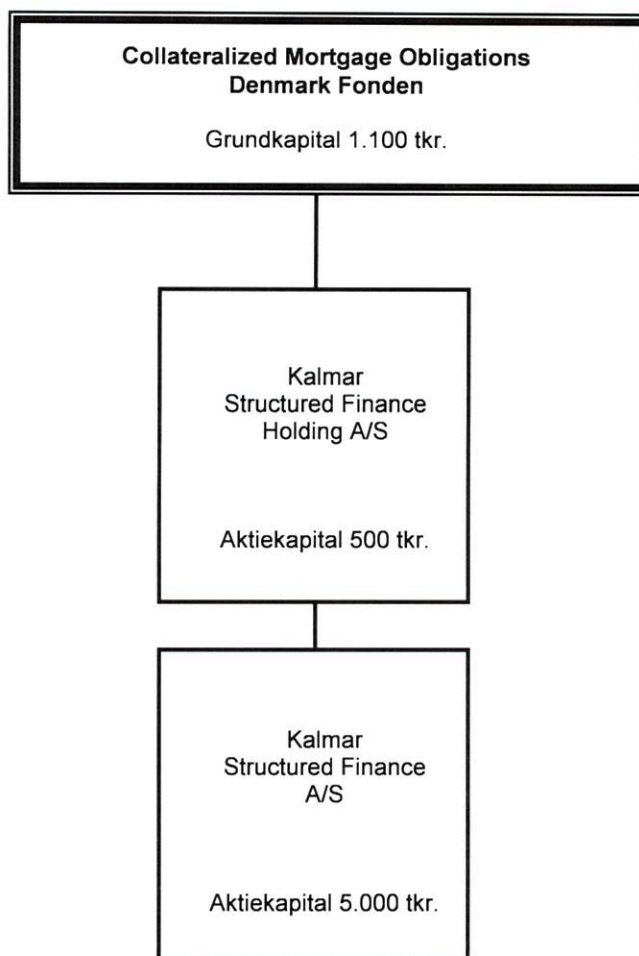 Collateralized Mortgage Obligations
Denmark Fonden
Grundkapital 1.100 tkr.
Kalmar
Structured Finance
Holding A/S
Aktiekapital 500 tkr.
Kalmar
Structured Finance
A/S
Aktiekapital 5.000 tkr.